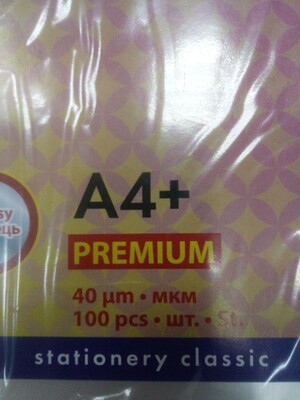 A4+
PREMIUM
40 µm • мкм
100 pcs • шт. • St.
stationery classic